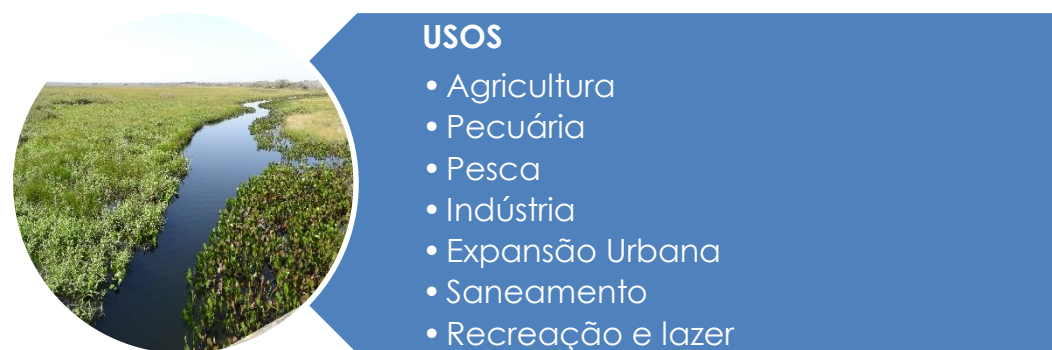 USOS
• Agricultura
• Pecuária
• Pesca
• Indústria
• Expansão Urbana
• Saneamento
• Recreação e lazer